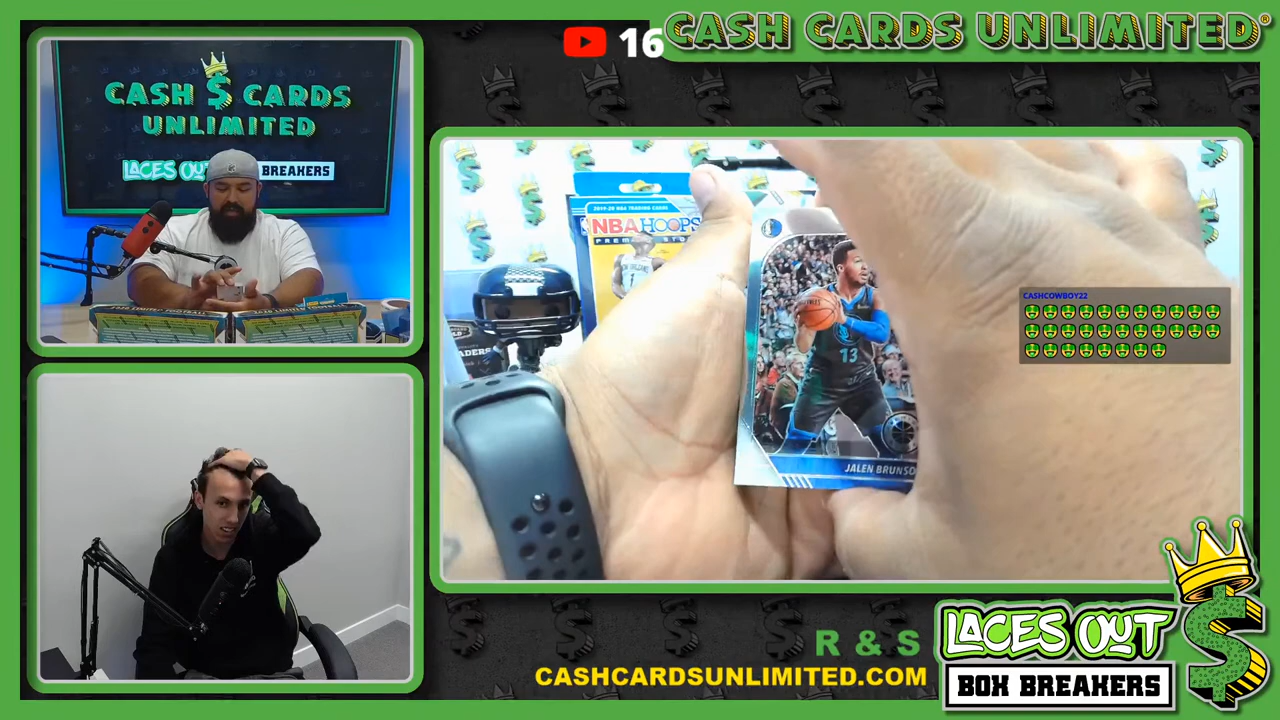 16
CASH CARDS UNLIMITED®
CASH $ CARDS
UNLIMITED
LACES OUT
BREAKERS
2019-20 NBA TRADING CARDS
NBA HOOPS
13
JALEN BRUNSO
CASHCOWBOY22
R & S
CASHCARDSUNLIMITED.COM
LACES OUT
BOX BREAKERS